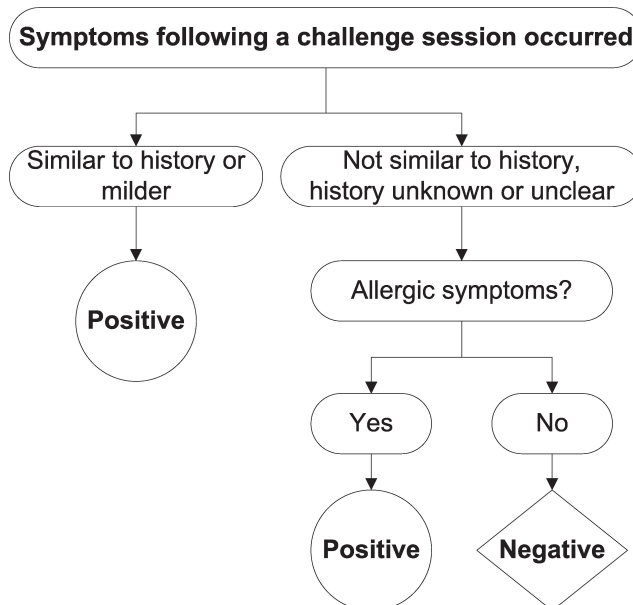 Symptoms following a challenge session occurred
Similar to history or
milder
Not similar to history,
history unknown or unclear
Positive
Allergic symptoms?
Yes
No
Positive
Negative